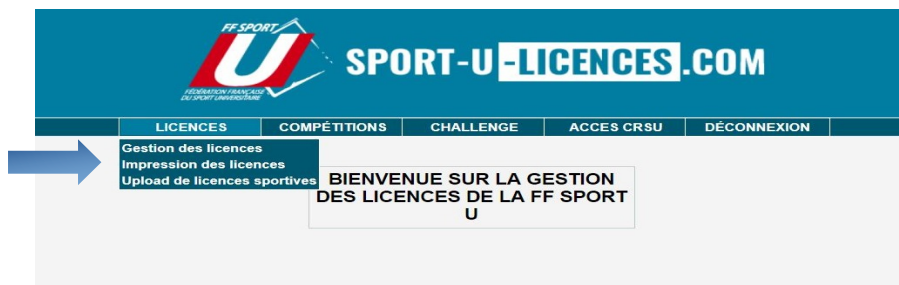 FF SPORT
U
FÉDÉRATION FRANÇAISE
DU SPORT UNIVERSITAIRE
SPORT-U-LICENCES.COM
LICENCES COMPÉTITIONS CHALLENGE ACCES CRSU DÉCONNEXION
Gestion des licences
Impression des licences
Upload de licences sportives
BIENVENUE SUR LA GESTION
DES LICENCES DE LA FF SPORT
U